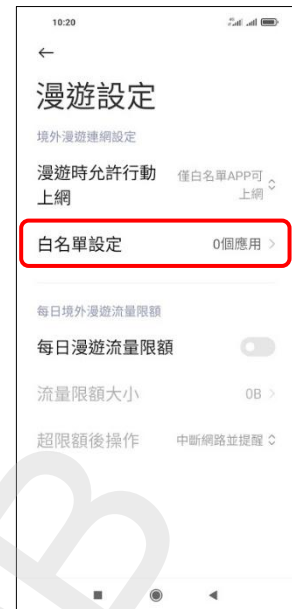 10:20
漫遊設定
境外漫遊連網設定
漫遊時允許行動
上網
僅白名單APP可
上網
白名單設定
0個應用
每日境外漫遊流量限額
每日漫遊流量限額
流量限額大小
0B
超限額後操作
中斷網路並提醒